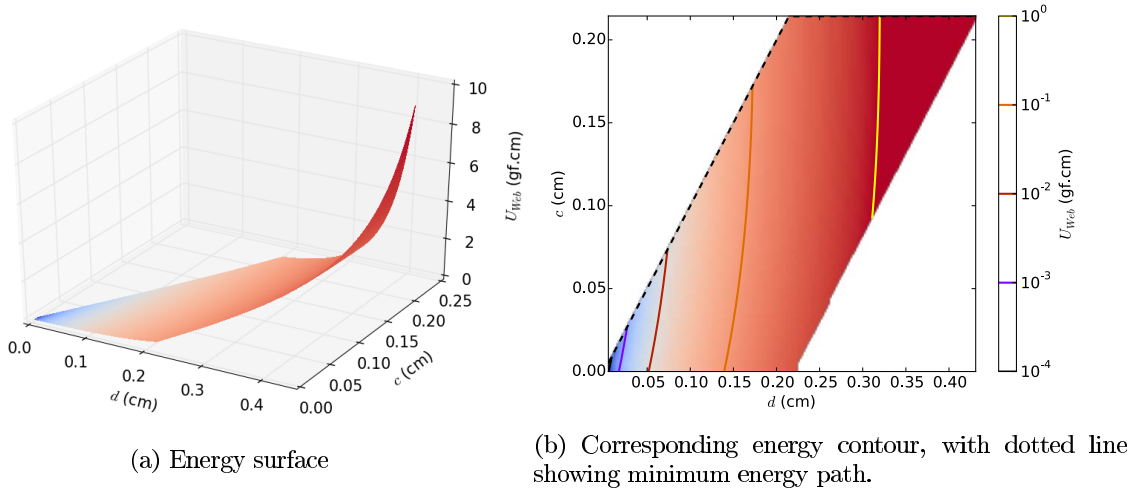 10
8
6
4
2
0
U_Web (gf.cm)
0.25
0.20
0.15
0.10
0.05
0.00
c (cm)
0.0
0.1
0.2
0.3
0.4
d (cm)
(a) Energy surface
0.20
0.15
0.10
0.05
0.00
c (cm)
0.05 0.10 0.15 0.20 0.25 0.30 0.35 0.40
d (cm)
10^0
10^-1
10^-2
10^-3
10^-4
U_Web (gf.cm)
(b) Corresponding energy contour, with dotted line
showing minimum energy path.